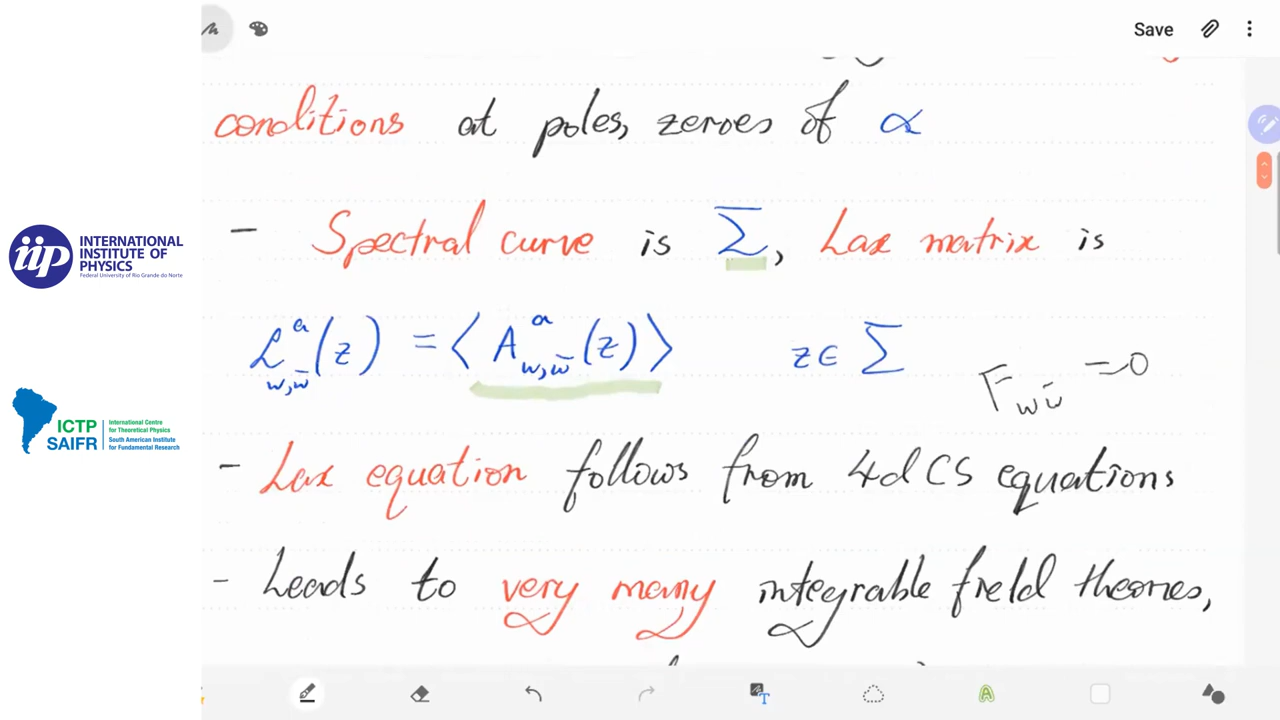 Save
conditions at poles, zeroes of α
- Spectral curve is Σ, Lax matrix is
ℒ^a_{w,w̄}(z) = ⟨ A^a_{w,w̄}(z) ⟩ z ∈ Σ
F_{w w̄} = 0
- Lax equation follows from 4d CS equations
- Leads to very many integrable field theories,
iip INTERNATIONAL
INSTITUTE OF
PHYSICS
Federal University of Rio Grande do Norte
ICTP
SAIFR
International Centre
for Theoretical Physics
South American Institute
for Fundamental Research